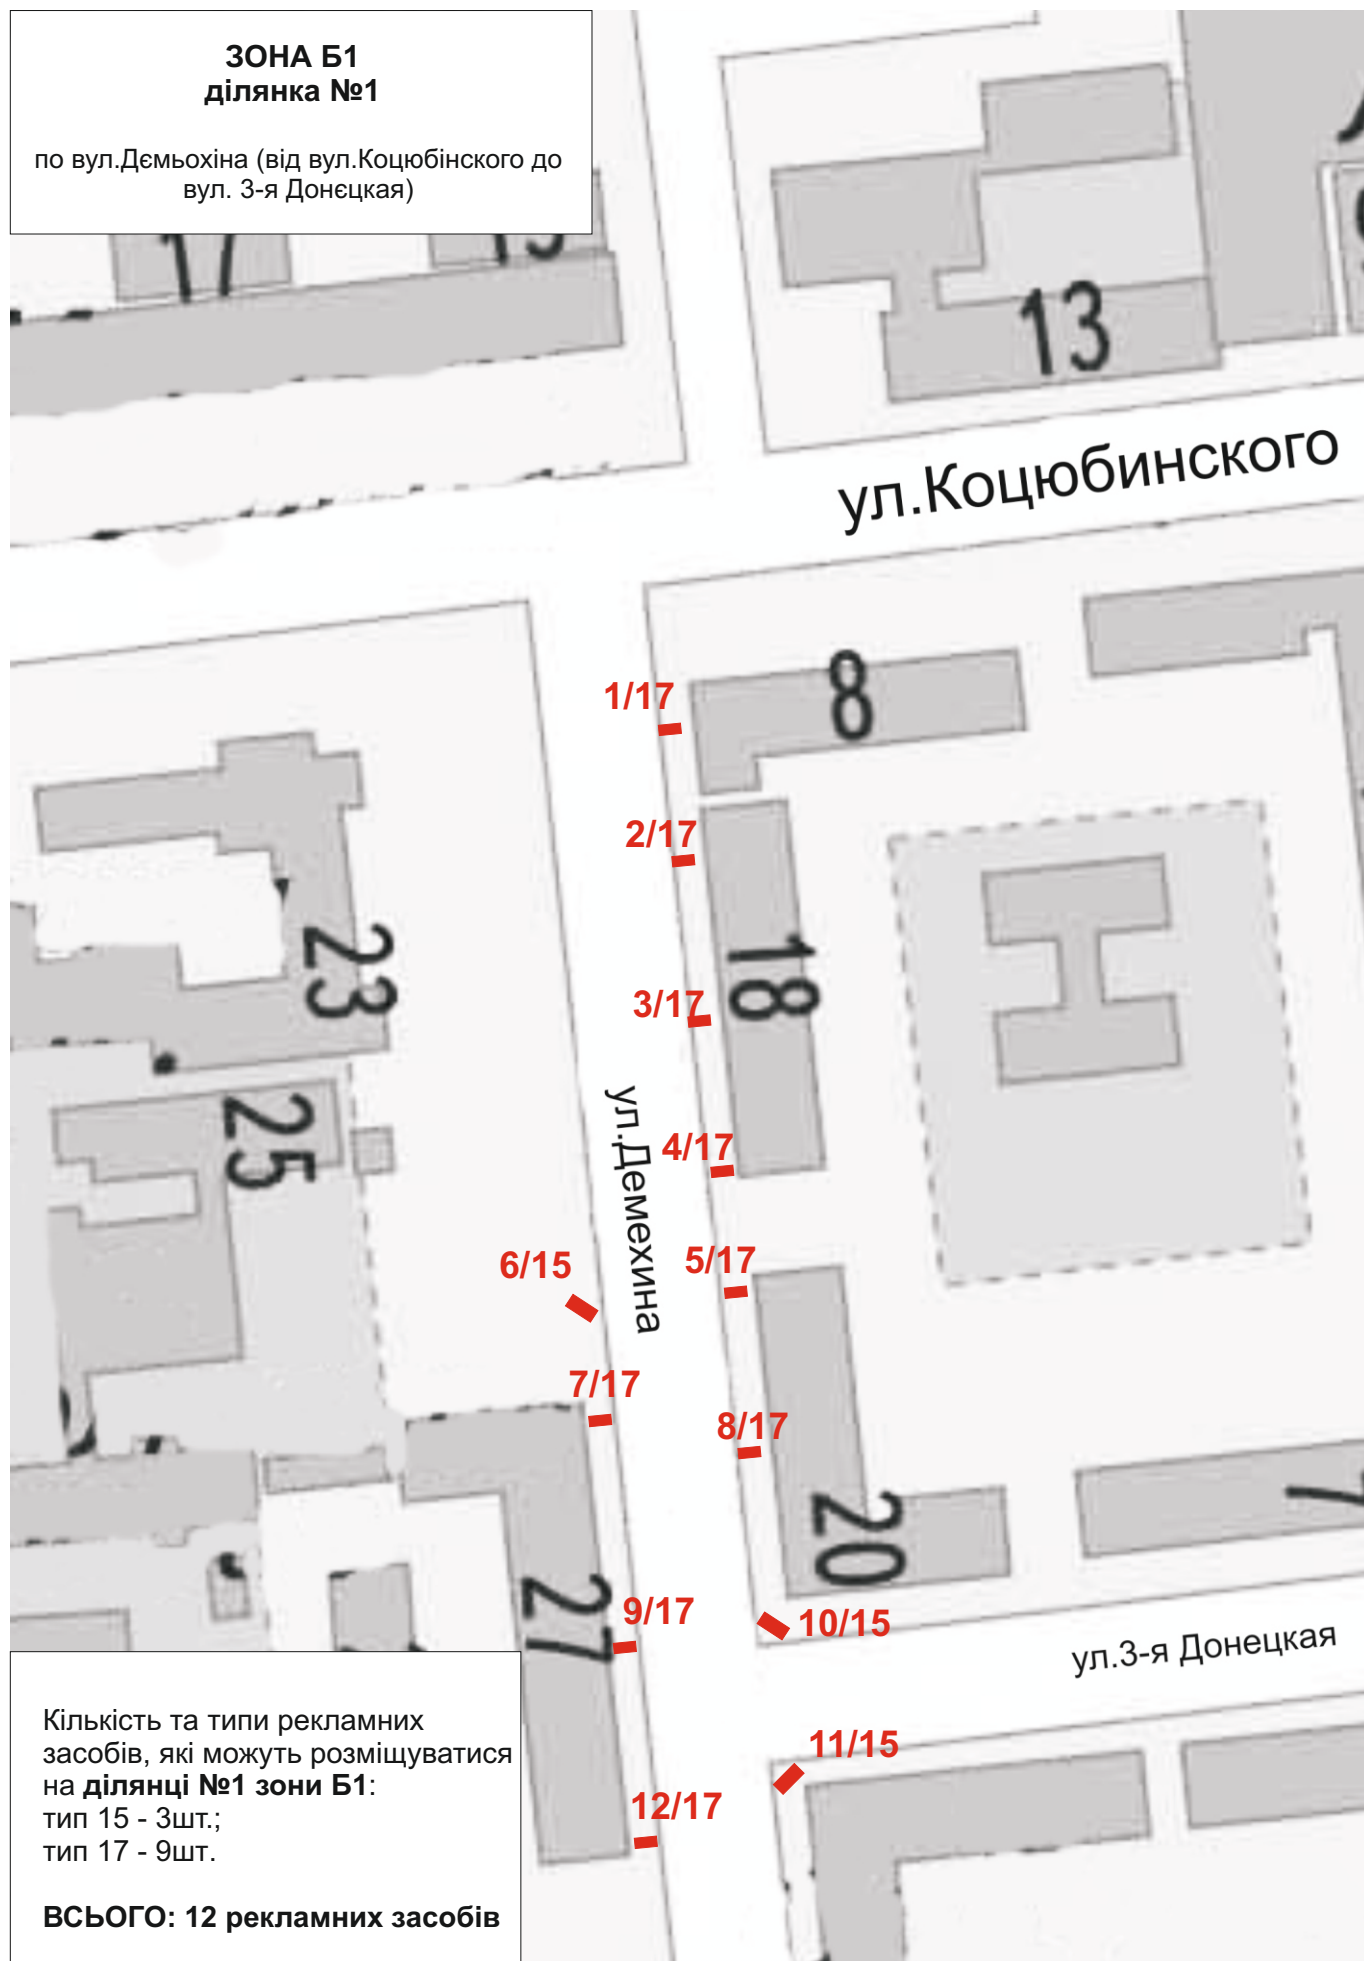 ЗОНА Б1
ділянка №1
по вул.Дємьохіна (від вул.Коцюбінского до
вул. 3-я Донєцкая)
13
ул.Коцюбинского
8
1/17
2/17
18
23
3/17
25
ул.Демехина
4/17
5/17
6/15
7/17
8/17
20
7
27
9/17
10/15
ул.3-я Донецкая
11/15
12/17
Кількість та типи рекламних
засобів, які можуть розміщуватися
на ділянці №1 зони Б1:
тип 15 - 3шт.;
тип 17 - 9шт.
ВСЬОГО: 12 рекламних засобів